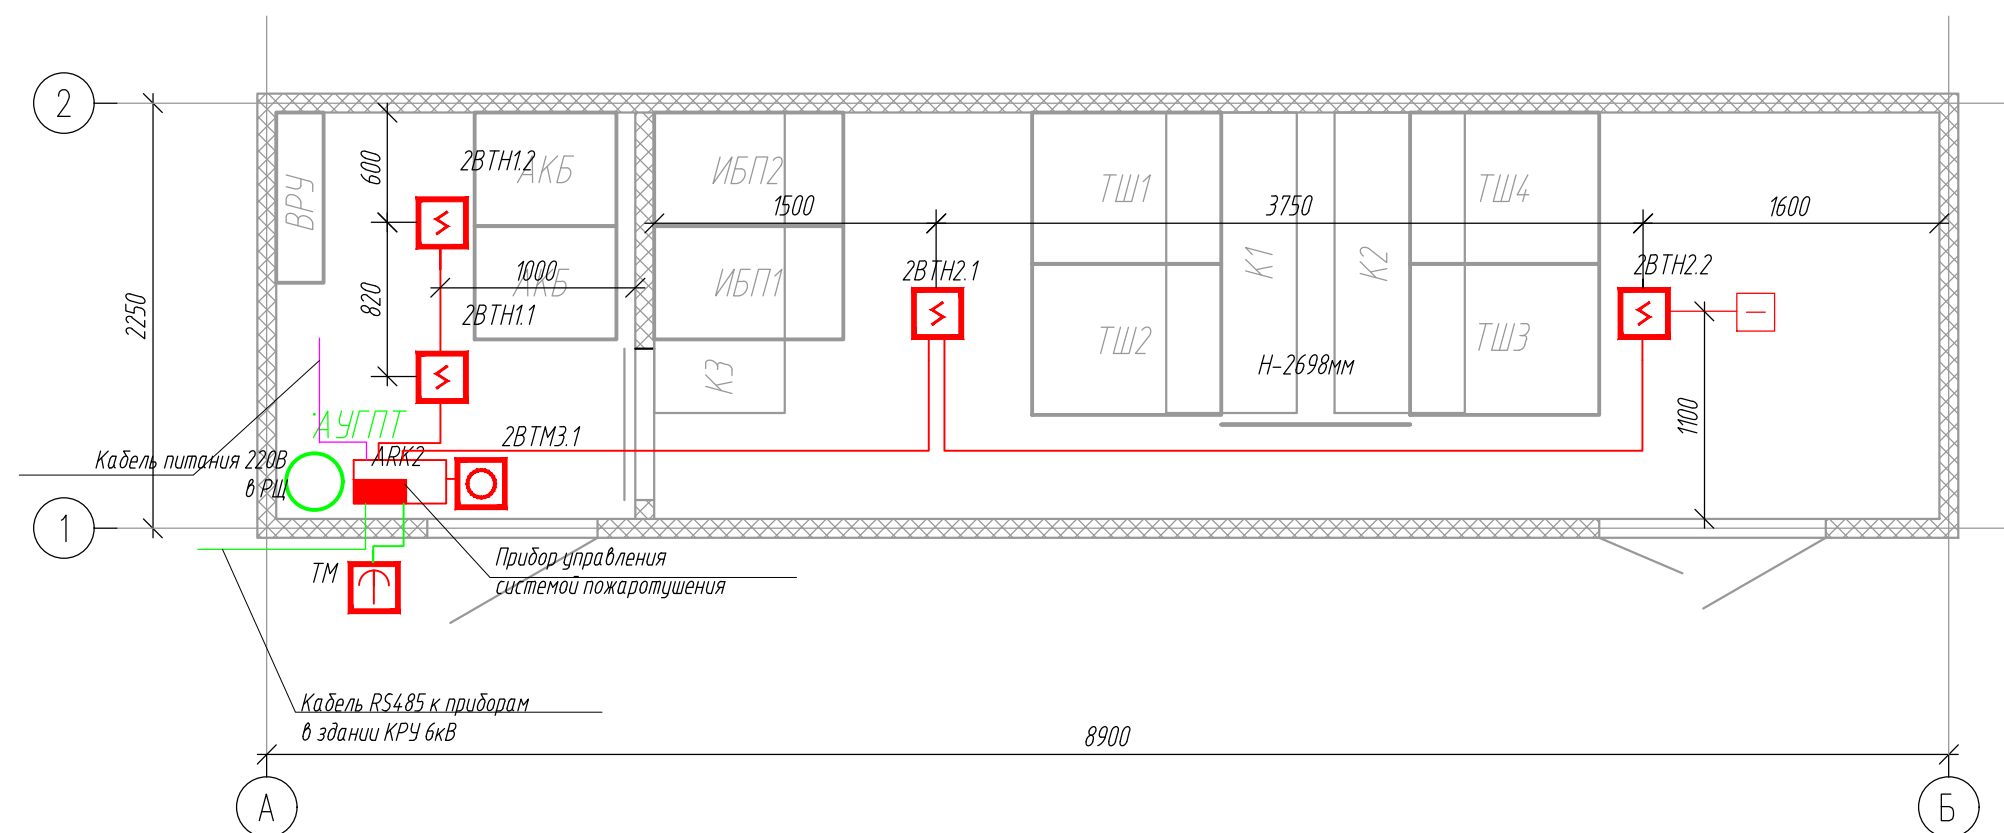 2
600
2ВТН1.2
АКБ
ИБП2
ВРУ
1500
ТШ1
3750
ТШ4
1600
2250
820
1000
АКБ
ИБП1
2ВТН2.1
К1
К2
2ВТН2.2
2ВТН1.1
ТШ2
ТШ3
Н-2698мм
К3
1100
АУГПТ
2ВТМ3.1
ARK2
Кабель питания 220В
в РЩ
1
Прибор управления
системой пожаротушения
ТМ
Кабель RS485 к приборам
в здании КРУ 6кВ
8900
А
Б